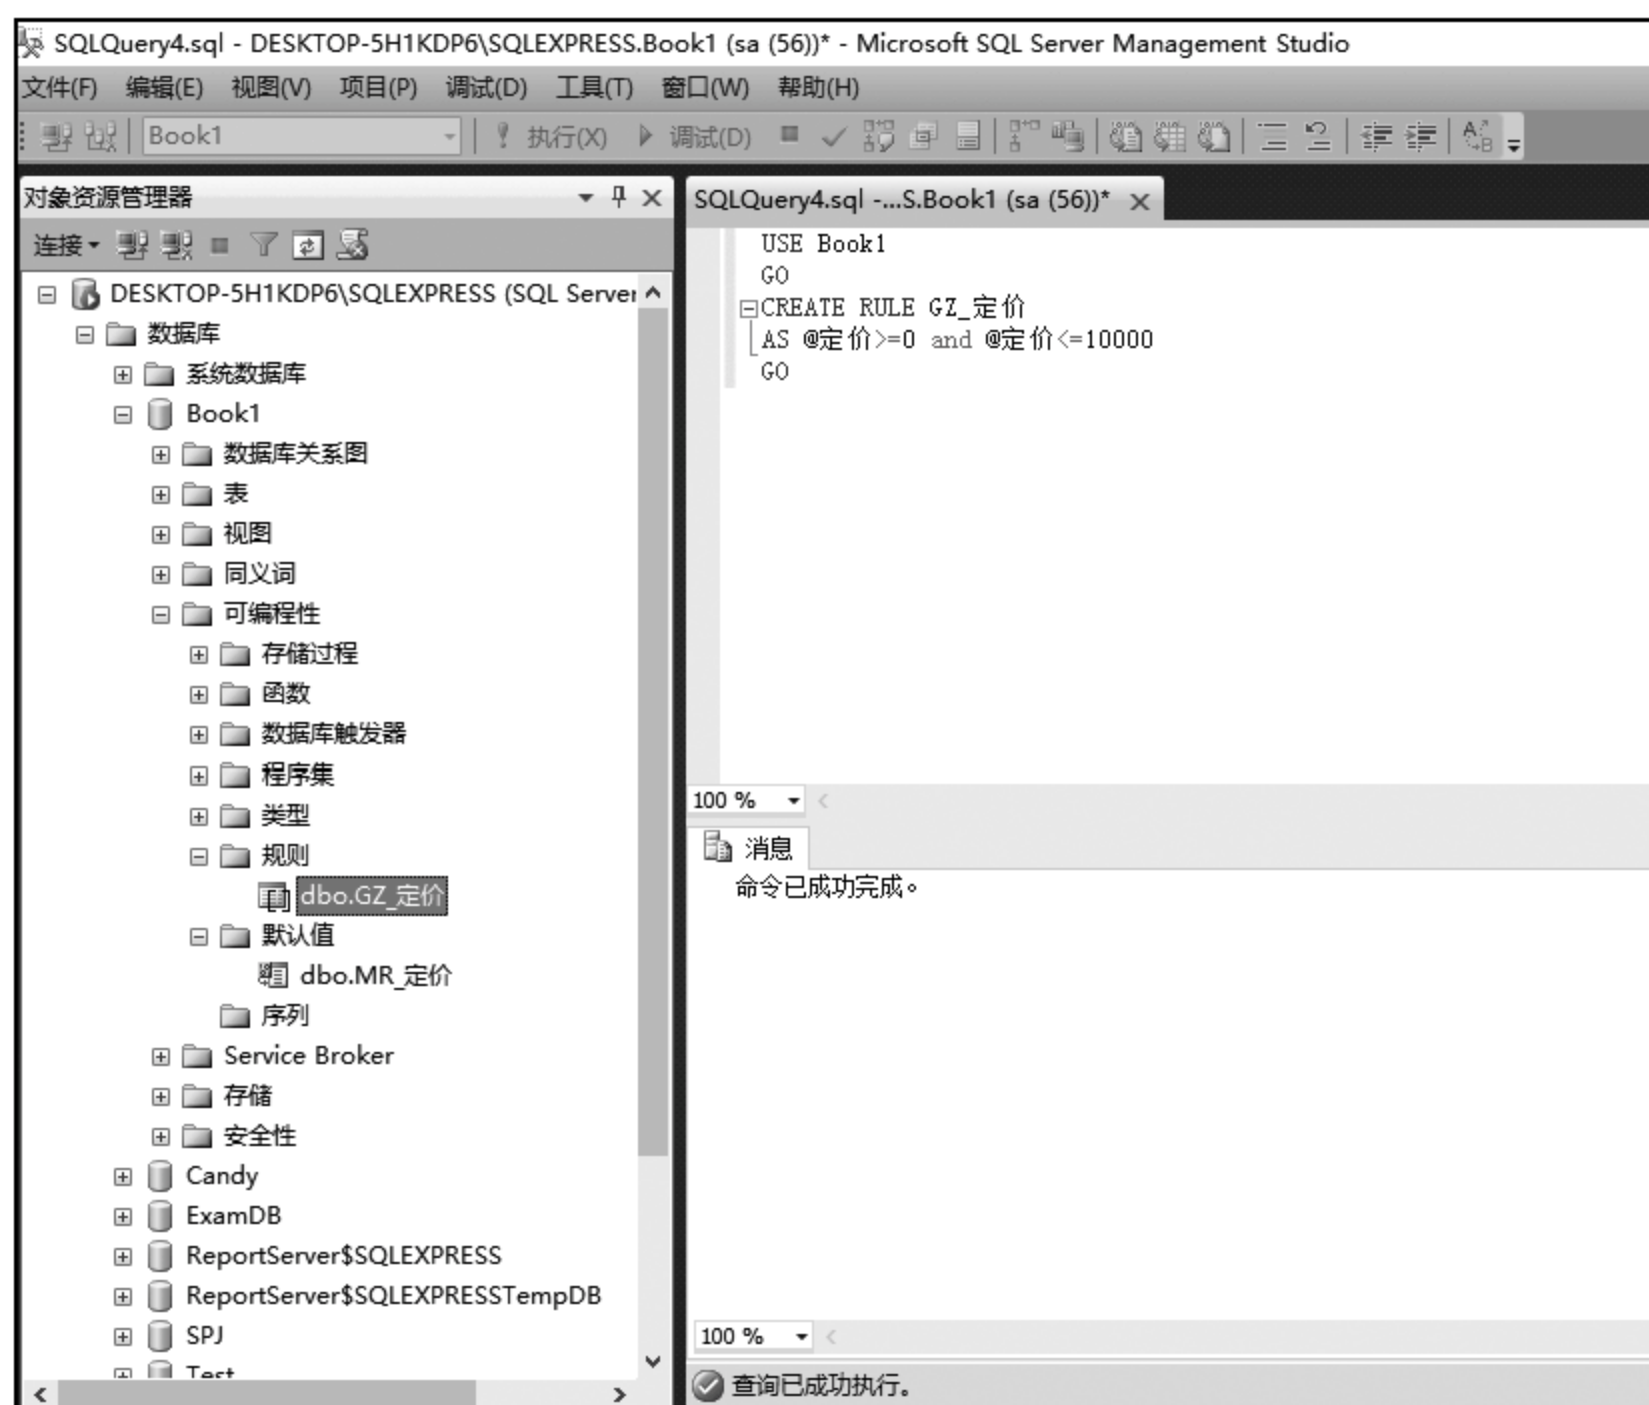 SQLQuery4.sql - DESKTOP-5H1KDP6\SQLEXPRESS.Book1 (sa (56))* - Microsoft SQL Server Management Studio
文件(F) 编辑(E) 视图(V) 项目(P) 调试(D) 工具(T) 窗口(W) 帮助(H)
Book1 执行(X) 调试(D)
对象资源管理器
连接
DESKTOP-5H1KDP6\SQLEXPRESS (SQL Server
数据库
系统数据库
Book1
数据库关系图
表
视图
同义词
可编程性
存储过程
函数
数据库触发器
程序集
类型
规则
dbo.GZ_定价
默认值
dbo.MR_定价
序列
Service Broker
存储
安全性
Candy
ExamDB
ReportServer$SQLEXPRESS
ReportServer$SQLEXPRESSTempDB
SPJ
Test
SQLQuery4.sql -...S.Book1 (sa (56))*
USE Book1
GO
CREATE RULE GZ_定价
AS @定价>=0 and @定价<=10000
GO
100 %
消息
命令已成功完成。
100 %
查询已成功执行。